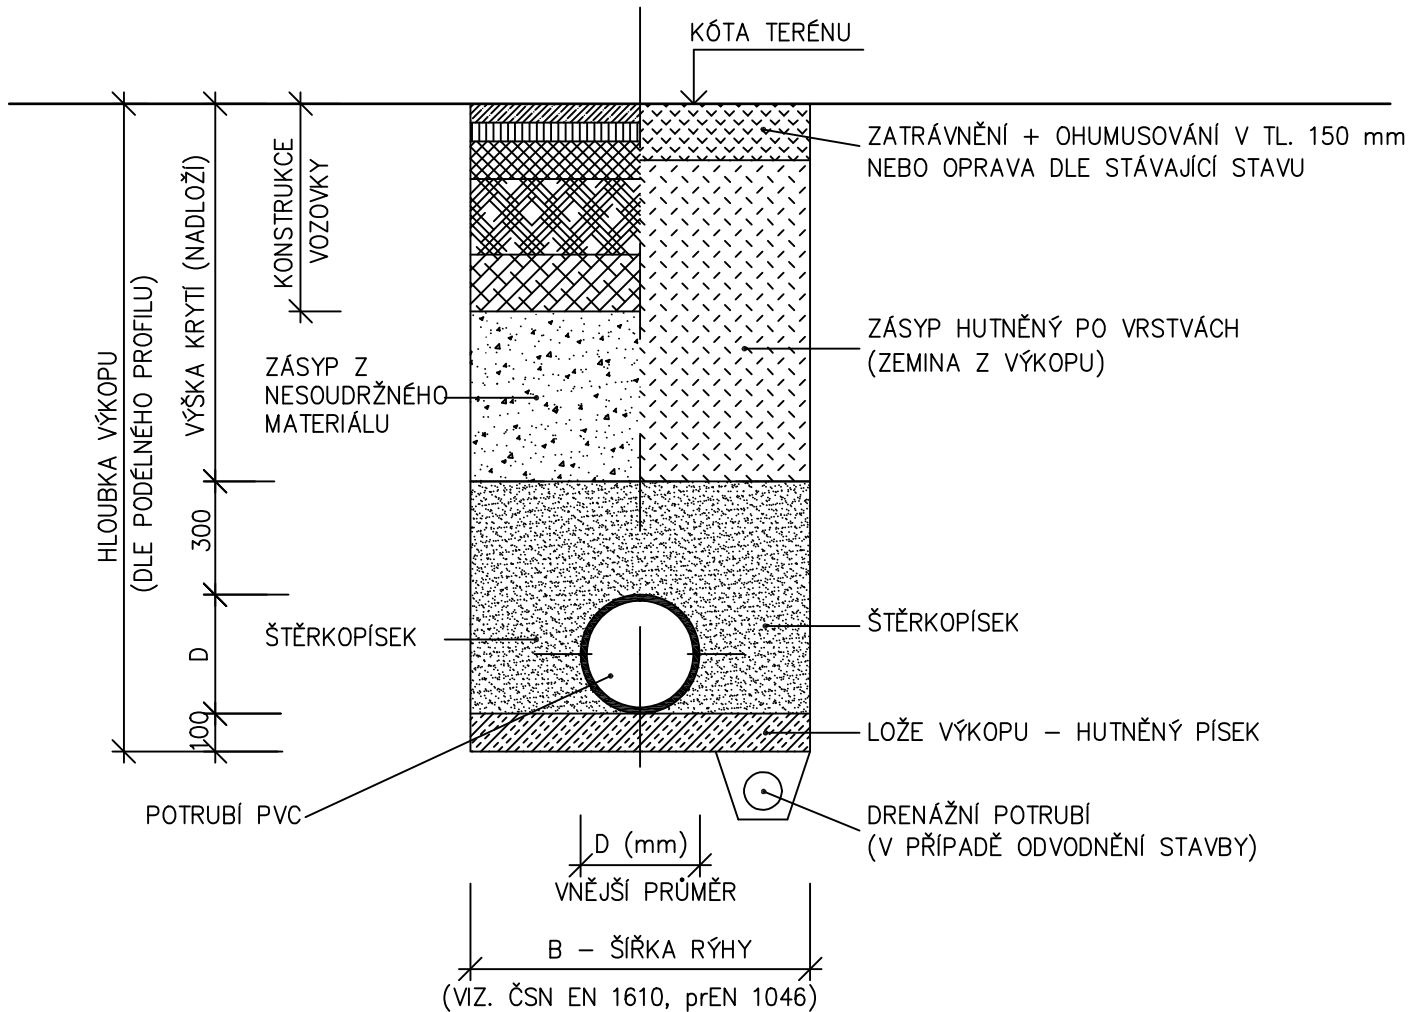 KÓTA TERÉNU
ZATRÁVNĚNÍ + OHUMUSOVÁNÍ V TL. 150 mm
NEBO OPRAVA DLE STÁVAJÍCÍ STAVU
KONSTRUKCE
VOZOVKY
VÝŠKA KRYTÍ (NADLOŽÍ)
HLOUBKA VÝKOPU
(DLE PODÉLNÉHO PROFILU)
ZÁSYP HUTNĚNÝ PO VRSTVÁCH
(ZEMINA Z VÝKOPU)
ZÁSYP Z
NESOUDRŽNÉHO
MATERIÁLU
300
D
100
ŠTĚRKOPÍSEK
ŠTĚRKOPÍSEK
LOŽE VÝKOPU – HUTNĚNÝ PÍSEK
POTRUBÍ PVC
DRENÁŽNÍ POTRUBÍ
(V PŘÍPADĚ ODVODNĚNÍ STAVBY)
D (mm)
VNĚJŠÍ PRŮMĚR
B – ŠÍŘKA RÝHY
(VIZ. ČSN EN 1610, prEN 1046)